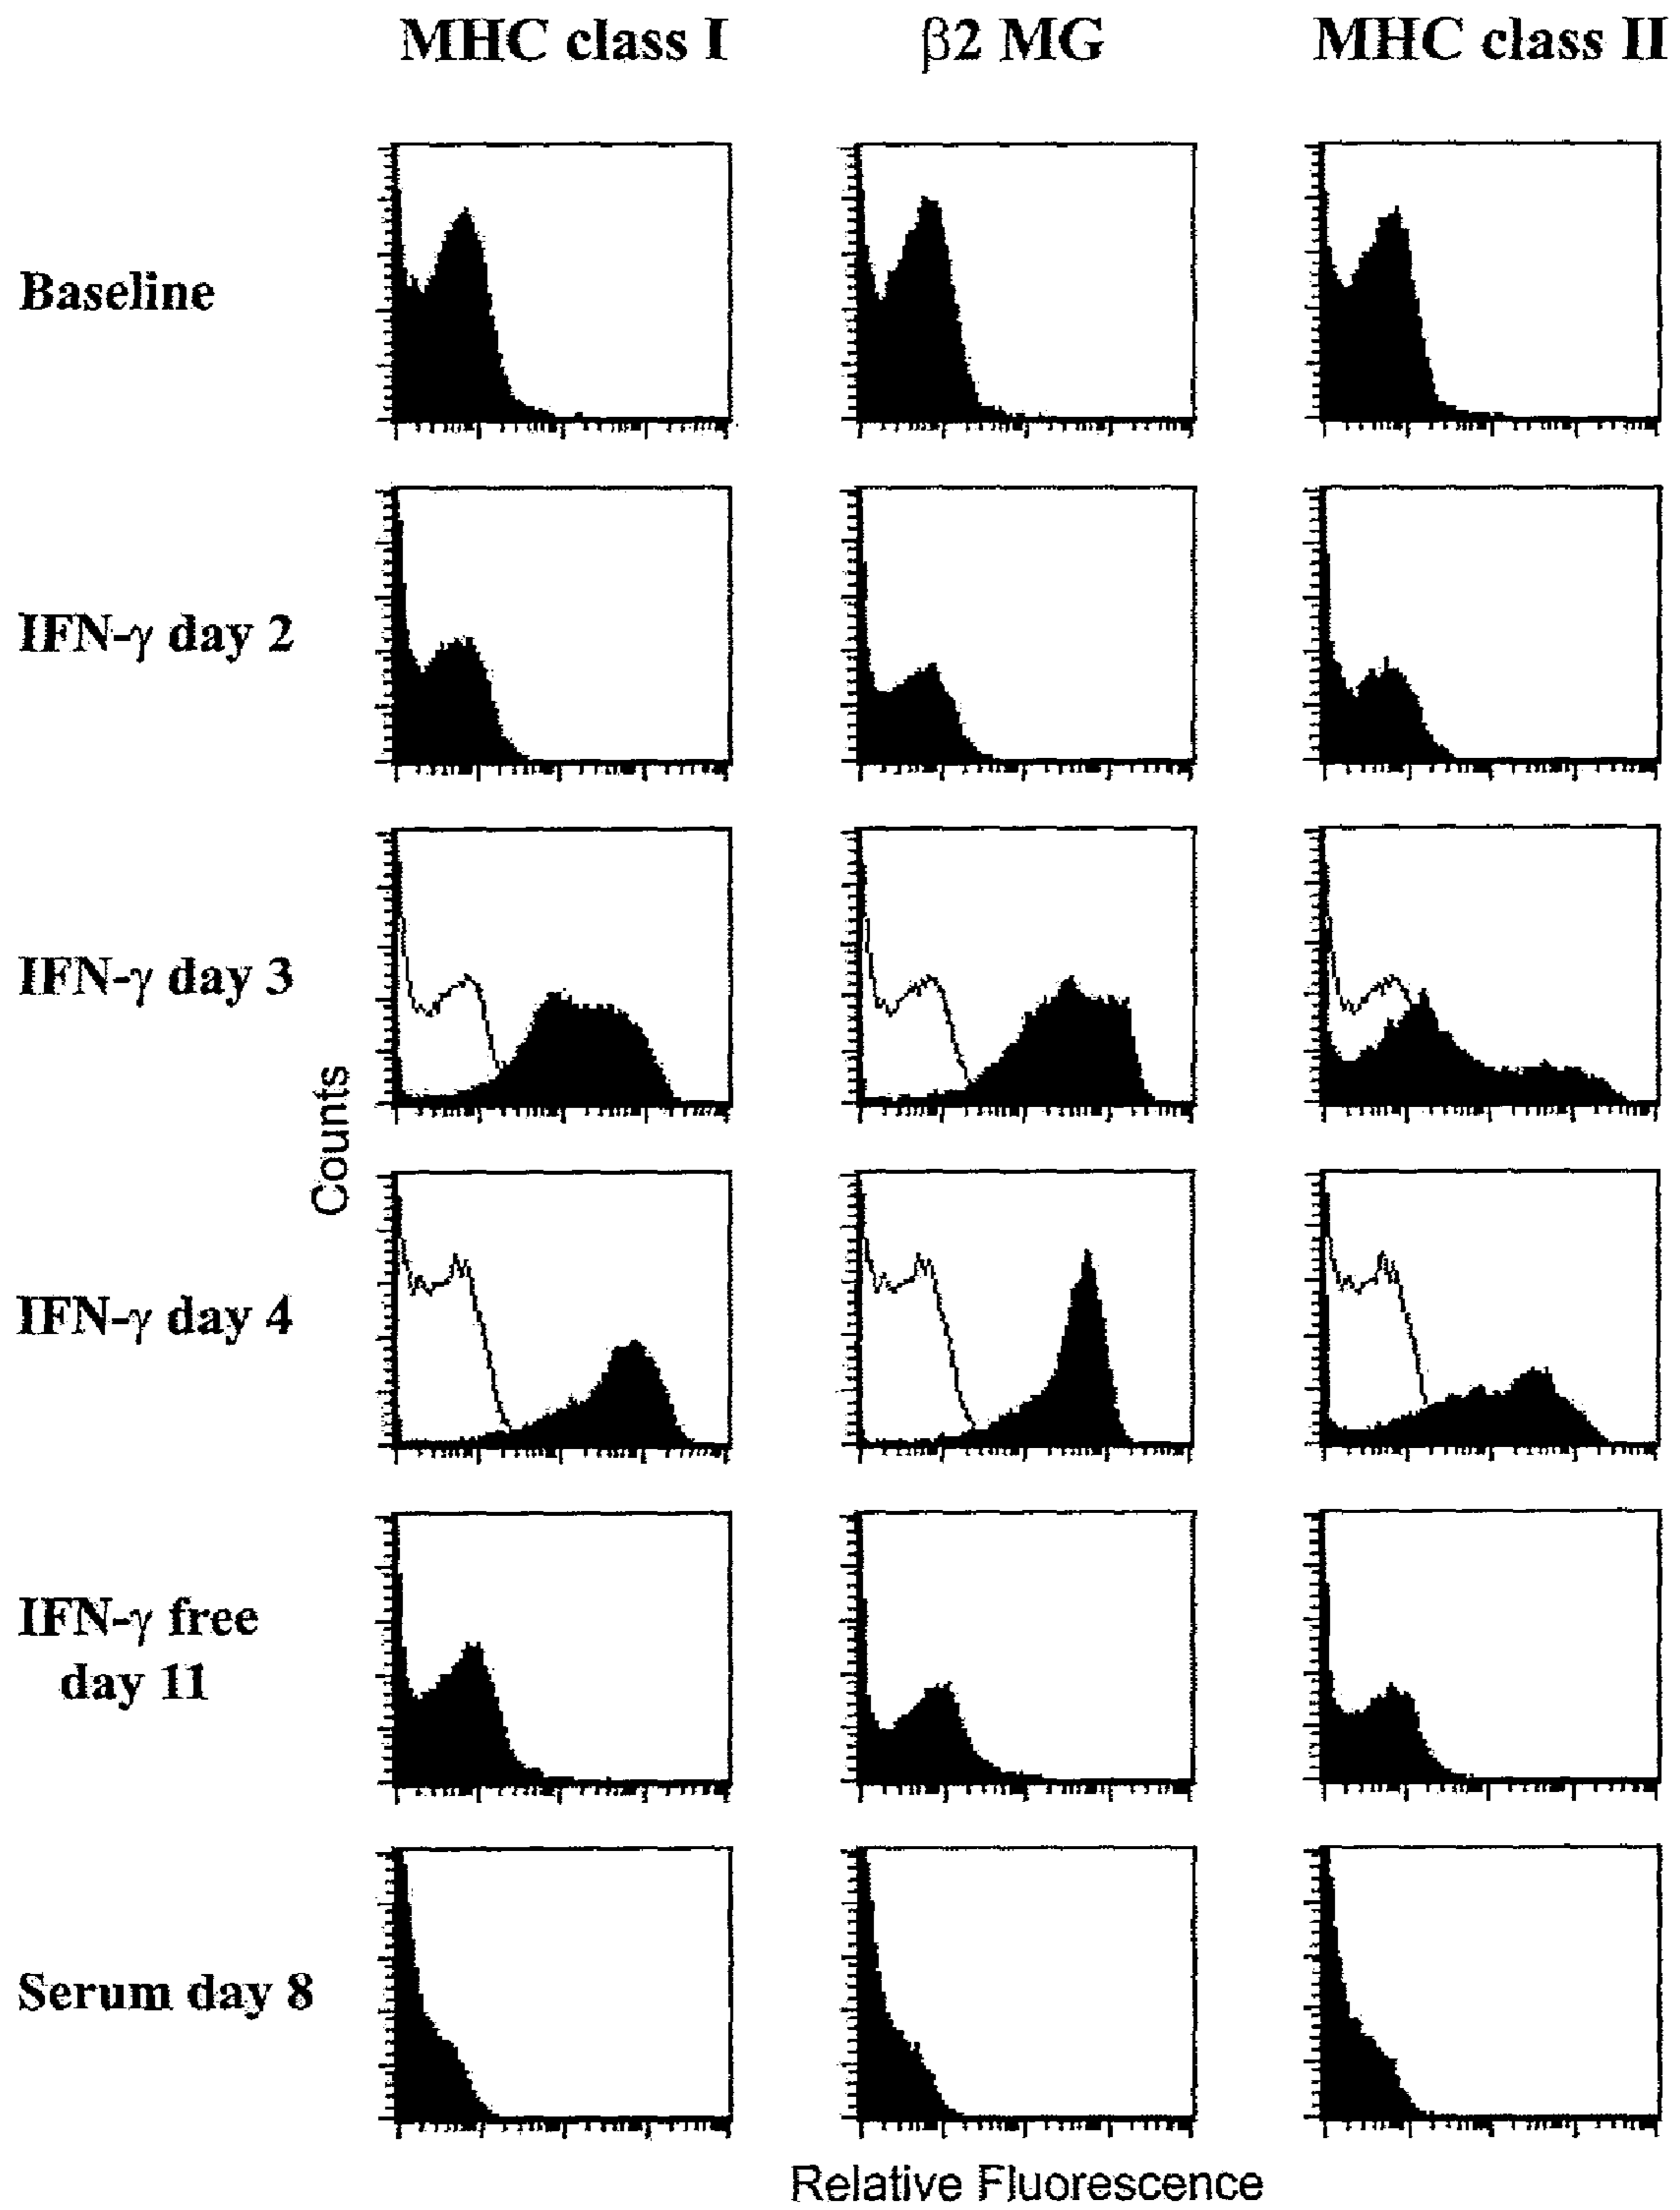 MHC class I
β2 MG
MHC class II
Baseline
IFN-γ day 2
IFN-γ day 3
Counts
IFN-γ day 4
IFN-γ free
day 11
Serum day 8
Relative Fluorescence